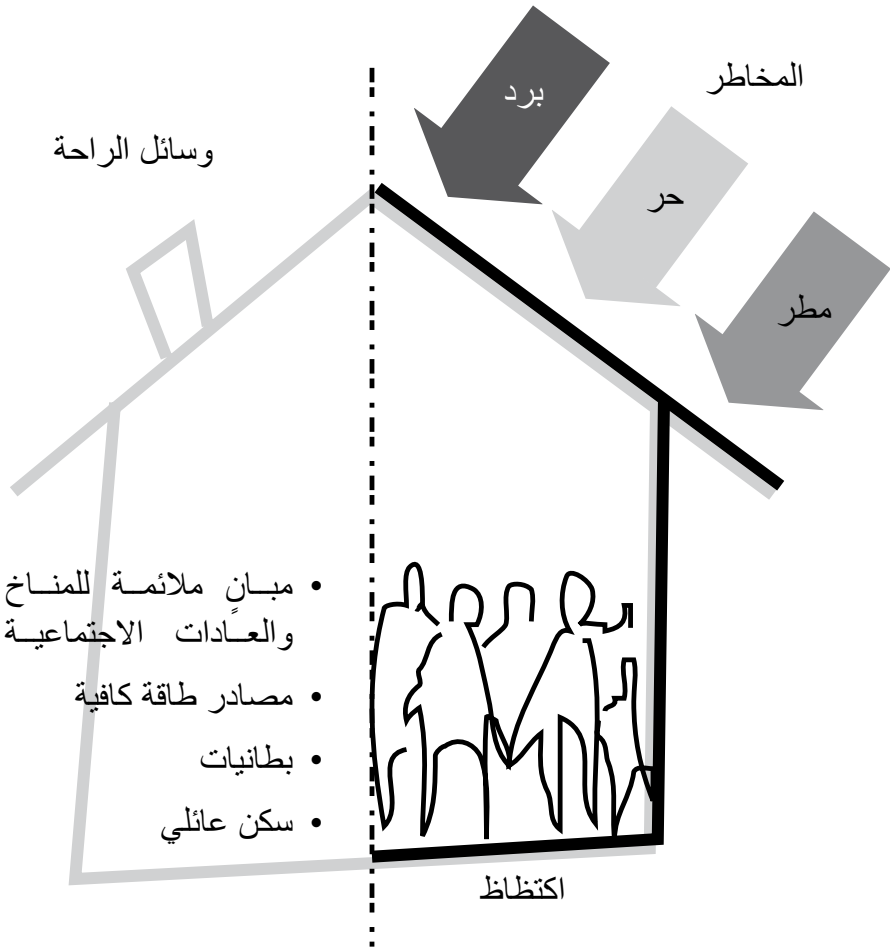 المخاطر
برد
حر
مطر
وسائل الراحة
• مبانٍ ملائمة للمناخ
والعادات الاجتماعية
• مصادر طاقة كافية
• بطانيات
• سكن عائلي
اكتظاظ